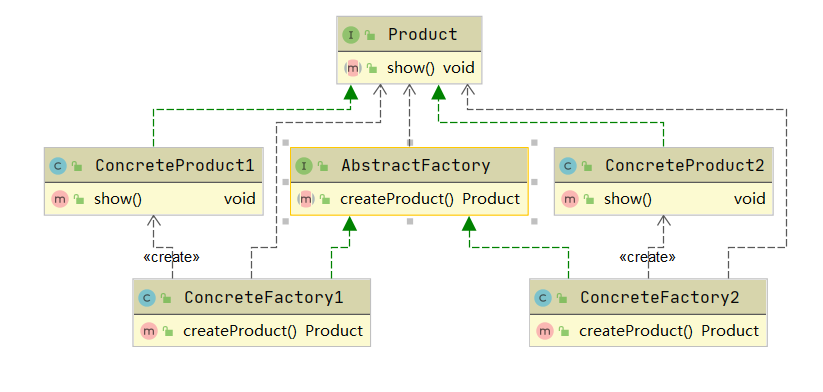 I Product
m show() void
C ConcreteProduct1
m show() void
I AbstractFactory
m createProduct() Product
C ConcreteProduct2
m show() void
«create»
«create»
C ConcreteFactory1
m createProduct() Product
C ConcreteFactory2
m createProduct() Product